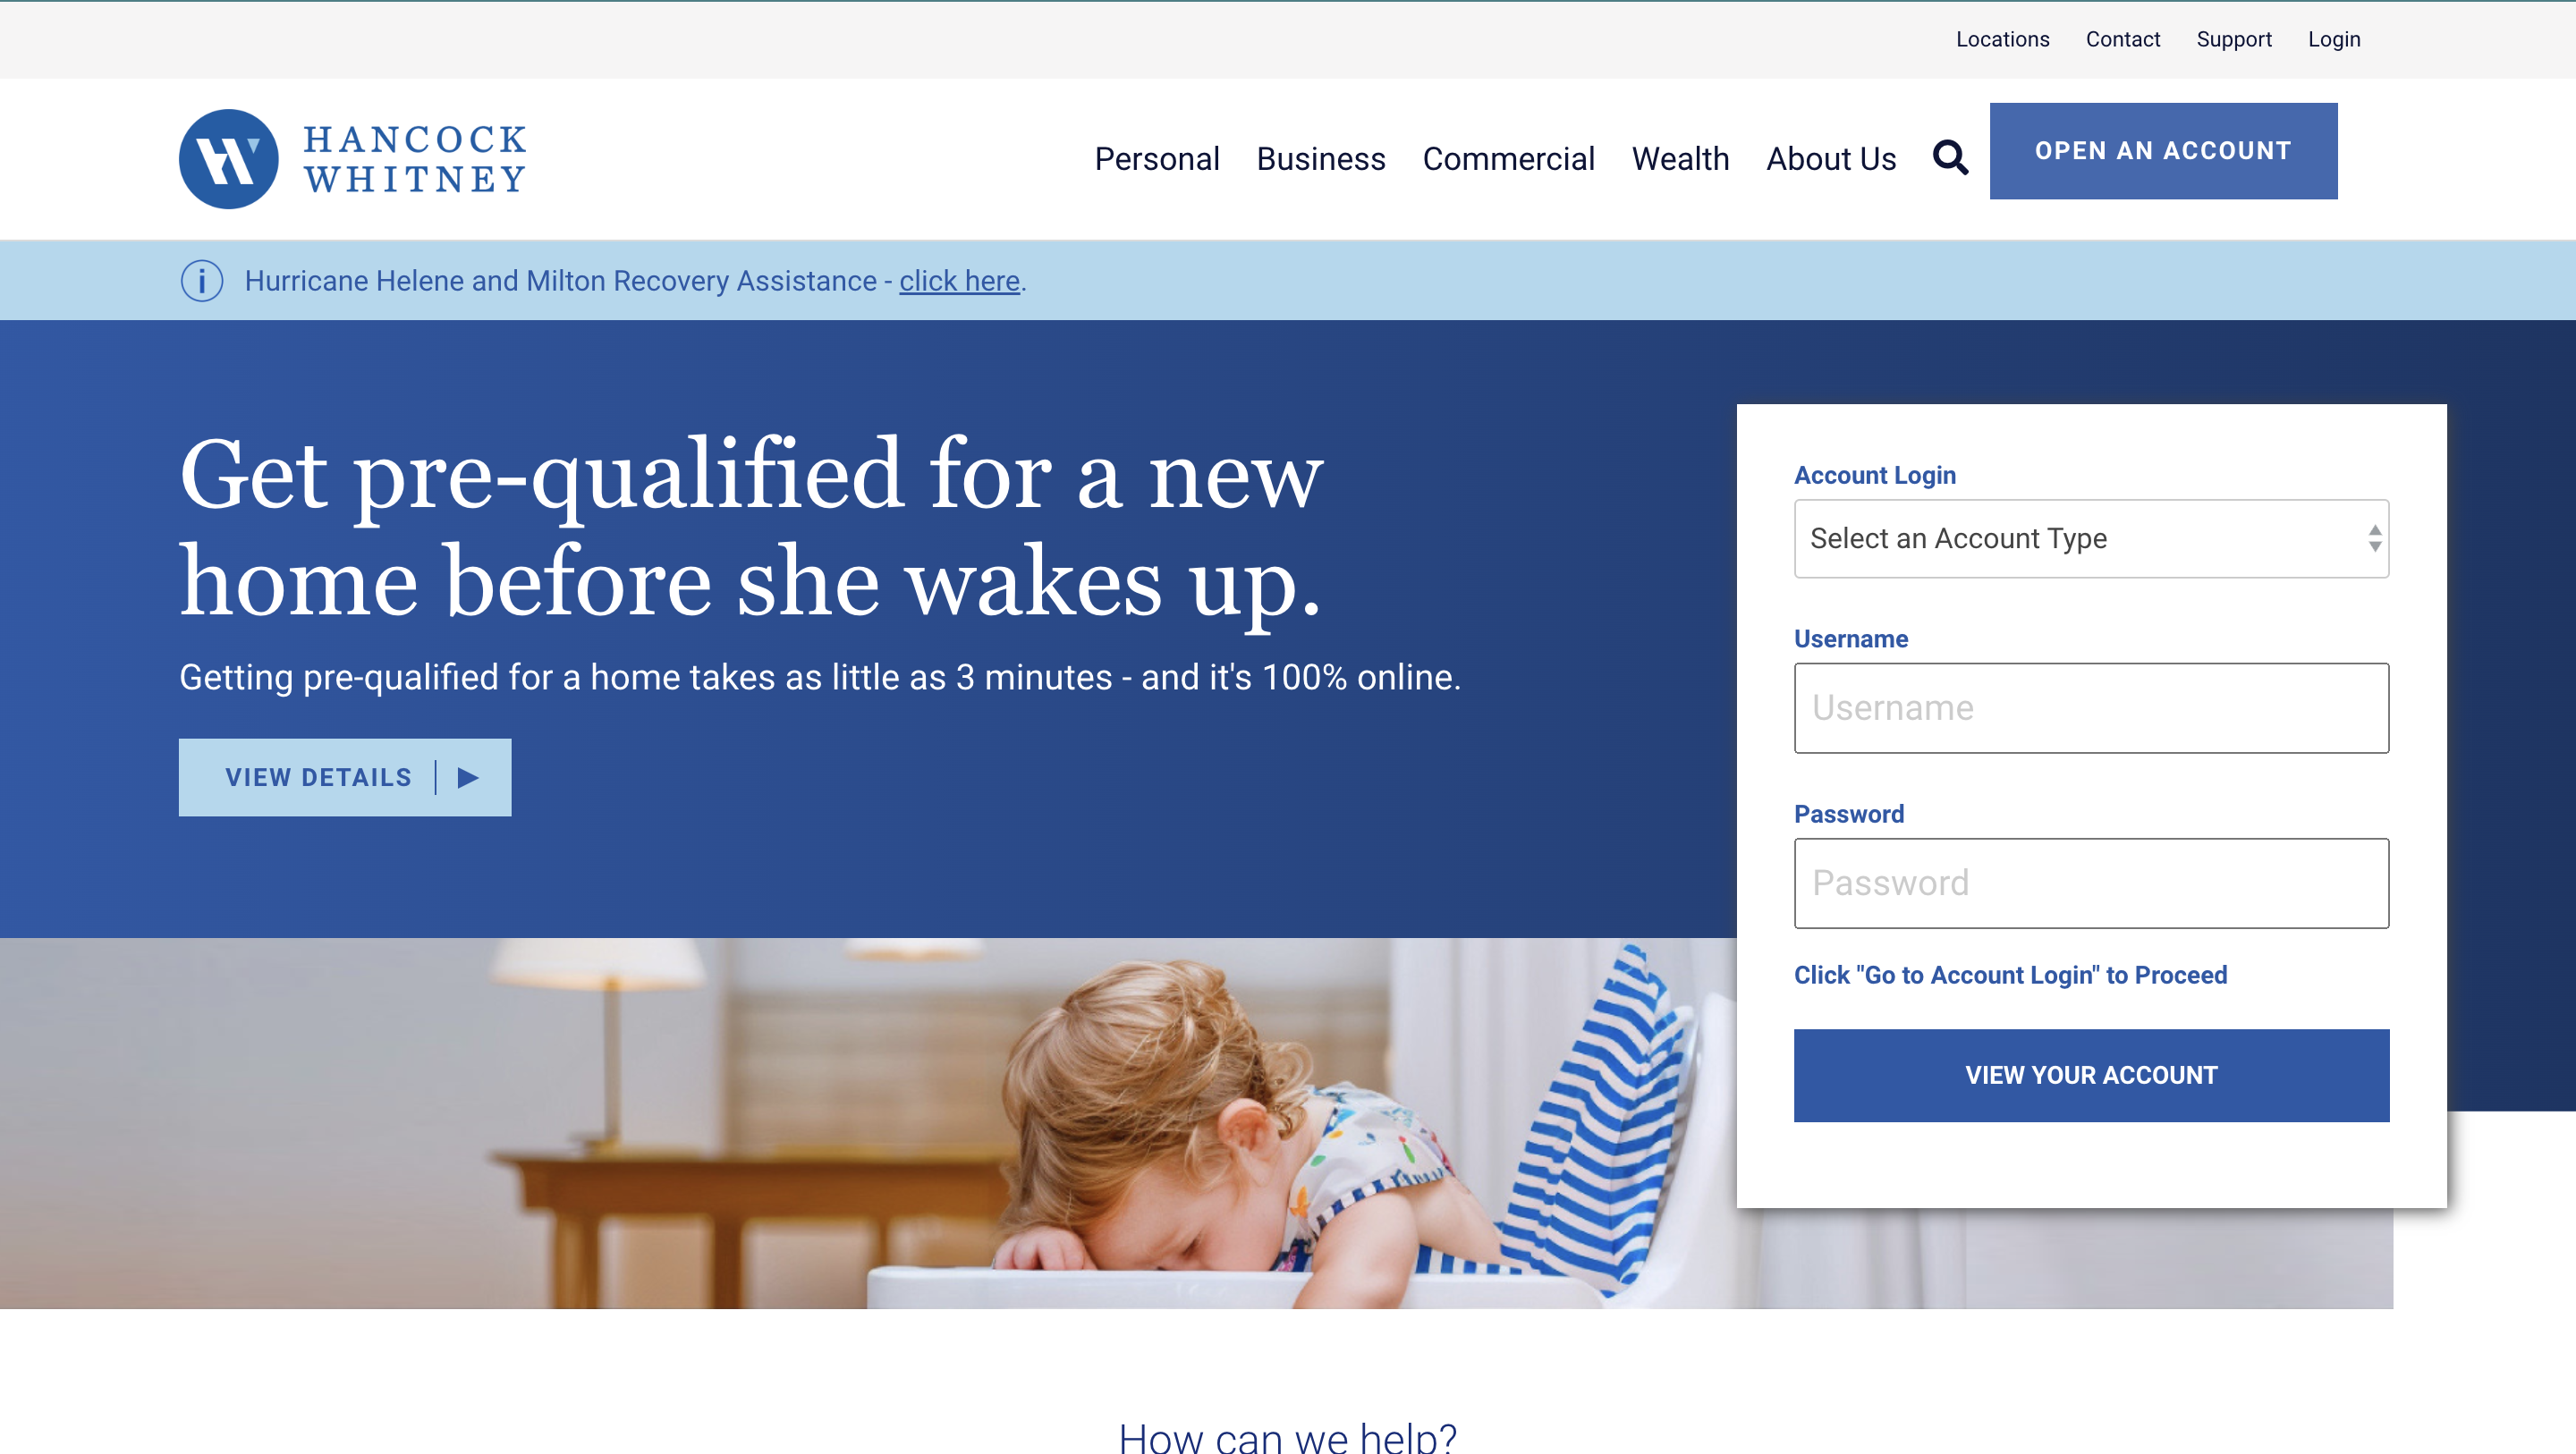 Locations Contact Support Login
HANCOCK
WHITNEY
Personal Business Commercial Wealth About Us OPEN AN ACCOUNT
Hurricane Helene and Milton Recovery Assistance - click here.
Get pre-qualified for a new
home before she wakes up.
Getting pre-qualified for a home takes as little as 3 minutes - and it's 100% online.
VIEW DETAILS
Account Login
Select an Account Type
Username
Username
Password
Password
Click "Go to Account Login" to Proceed
VIEW YOUR ACCOUNT
How can we help?